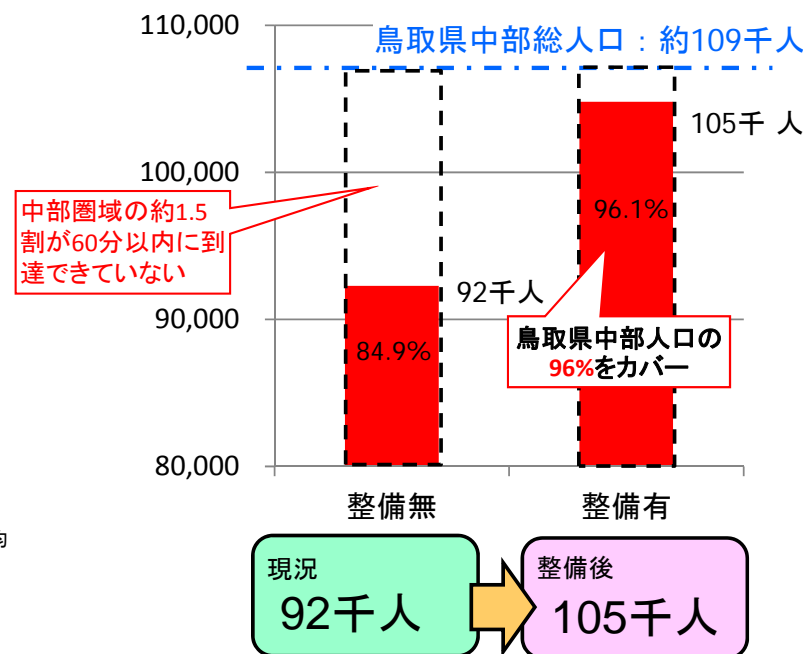 110,000
鳥取県中部総人口：約109千人
105千 人
100,000
中部圏域の約1.5
割が60分以内に到
達できていない
96.1%
92千人
90,000
鳥取県中部人口の
96%をカバー
84.9%
80,000
整備無
整備有
均
現況
92千人
整備後
105千人